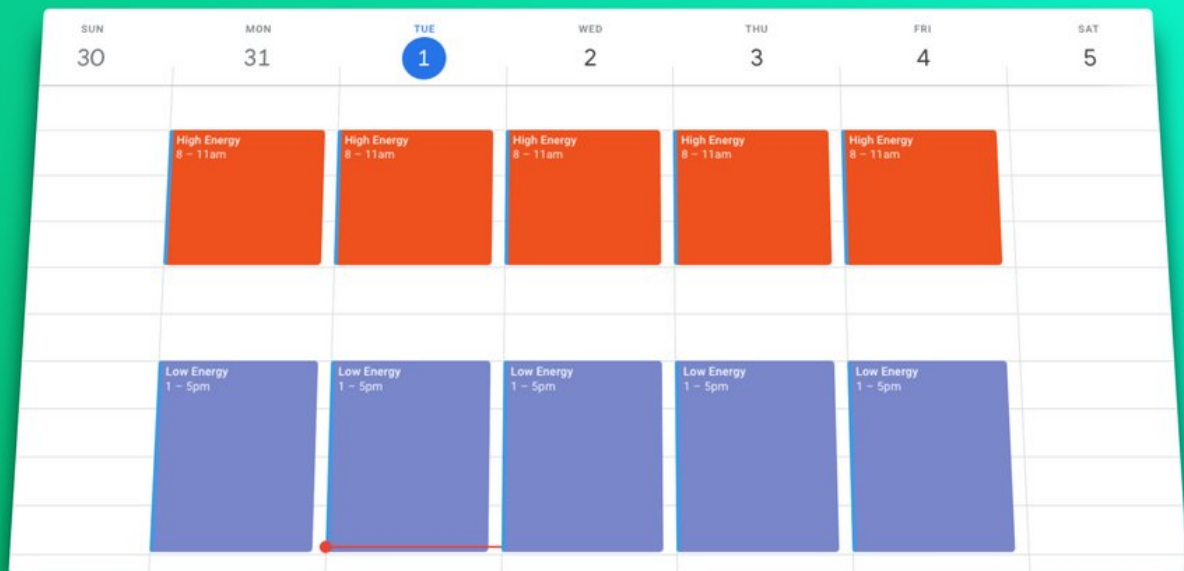 SUN MON TUE WED THU FRI SAT
30 31 1 2 3 4 5
High Energy High Energy High Energy High Energy High Energy
8 – 11am 8 – 11am 8 – 11am 8 – 11am 8 – 11am
Low Energy Low Energy Low Energy Low Energy Low Energy
1 – 5pm 1 – 5pm 1 – 5pm 1 – 5pm 1 – 5pm